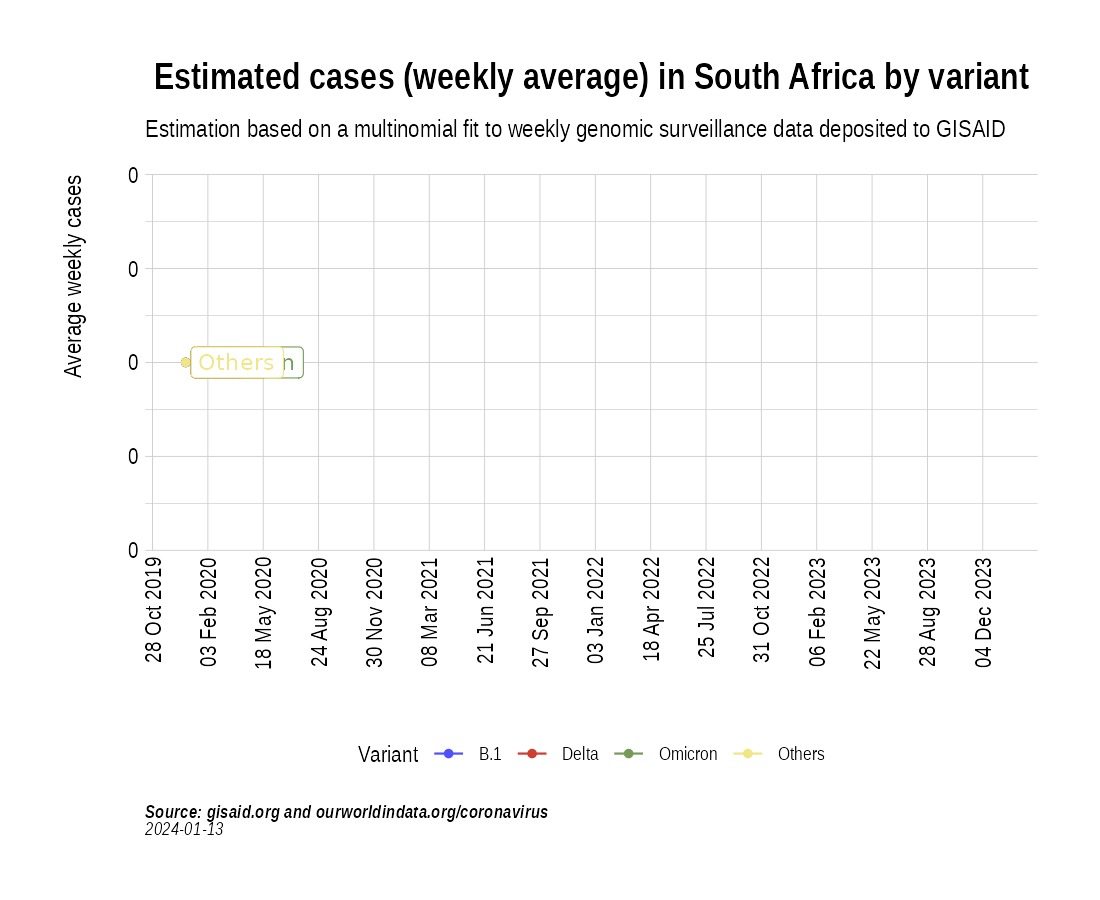 Estimated cases (weekly average) in South Africa by variant
Estimation based on a multinomial fit to weekly genomic surveillance data deposited to GISAID
Average weekly cases
0
0
0
0
0
Others
n
28 Oct 2019
03 Feb 2020
18 May 2020
24 Aug 2020
30 Nov 2020
08 Mar 2021
21 Jun 2021
27 Sep 2021
03 Jan 2022
18 Apr 2022
25 Jul 2022
31 Oct 2022
06 Feb 2023
22 May 2023
28 Aug 2023
04 Dec 2023
Variant B.1 Delta Omicron Others
Source: gisaid.org and ourworldindata.org/coronavirus
2024-01-13